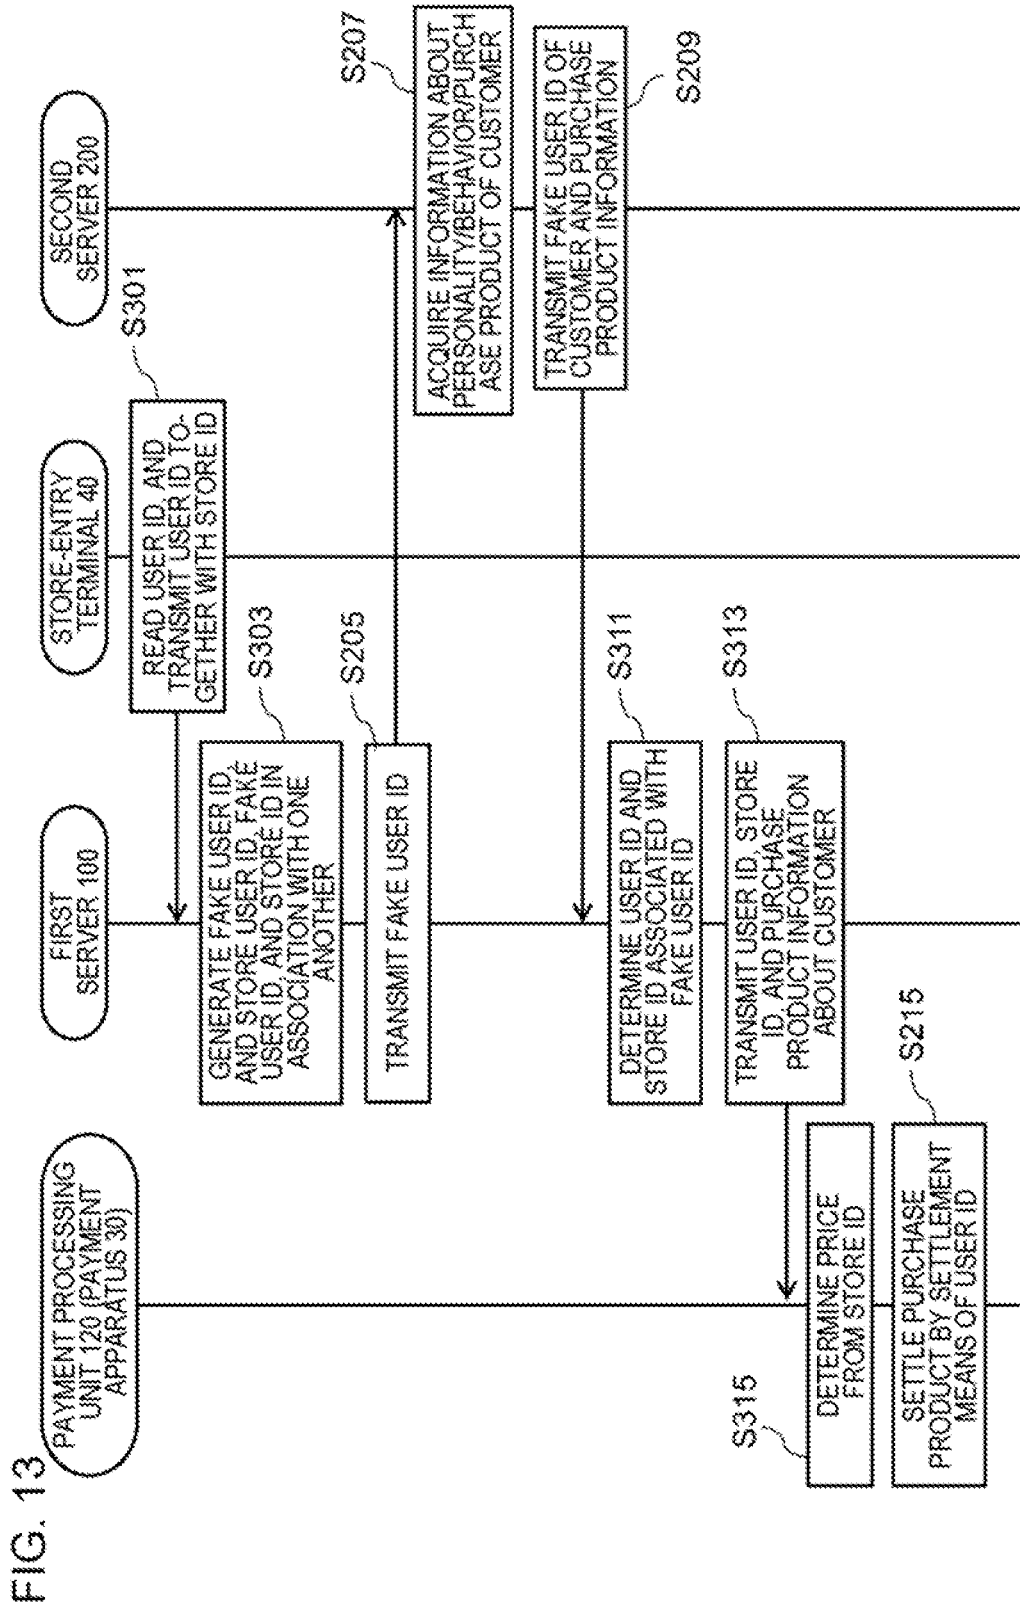 FIG. 13
PAYMENT PROCESSING
UNIT 120 (PAYMENT
APPARATUS 30)
FIRST
SERVER 100
STORE-ENTRY
TERMINAL 40
SECOND
SERVER 200
S301
READ USER ID, AND
TRANSMIT USER ID TO-
GETHER WITH STORE ID
S303
GENERATE FAKE USER ID,
AND STORE USER ID, FAKE
USER ID, AND STORE ID IN
ASSOCIATION WITH ONE
ANOTHER
S205
TRANSMIT FAKE USER ID
S207
ACQUIRE INFORMATION ABOUT
PERSONALITY/BEHAVIOR/PURCH
ASE PRODUCT OF CUSTOMER
TRANSMIT FAKE USER ID OF
CUSTOMER AND PURCHASE
PRODUCT INFORMATION
S209
S311
DETERMINE USER ID AND
STORE ID ASSOCIATED WITH
FAKE USER ID
S313
TRANSMIT USER ID, STORE
ID, AND PURCHASE
PRODUCT INFORMATION
ABOUT CUSTOMER
S315
DETERMINE PRICE
FROM STORE ID
S215
SETTLE PURCHASE
PRODUCT BY SETTLEMENT
MEANS OF USER ID